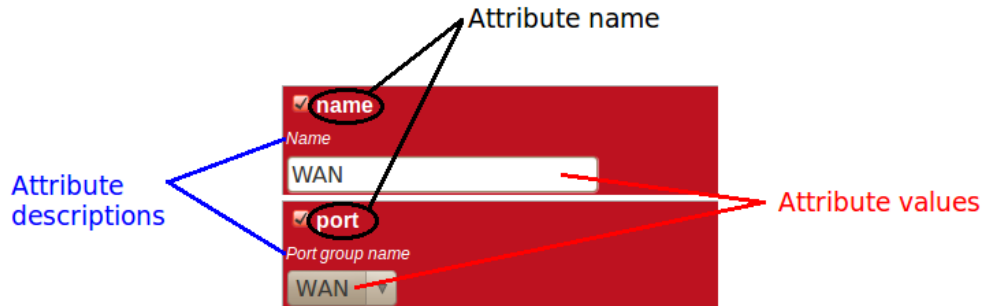 Attribute name
name
Name
WAN
Attribute
descriptions
Attribute values
port
Port group name
WAN